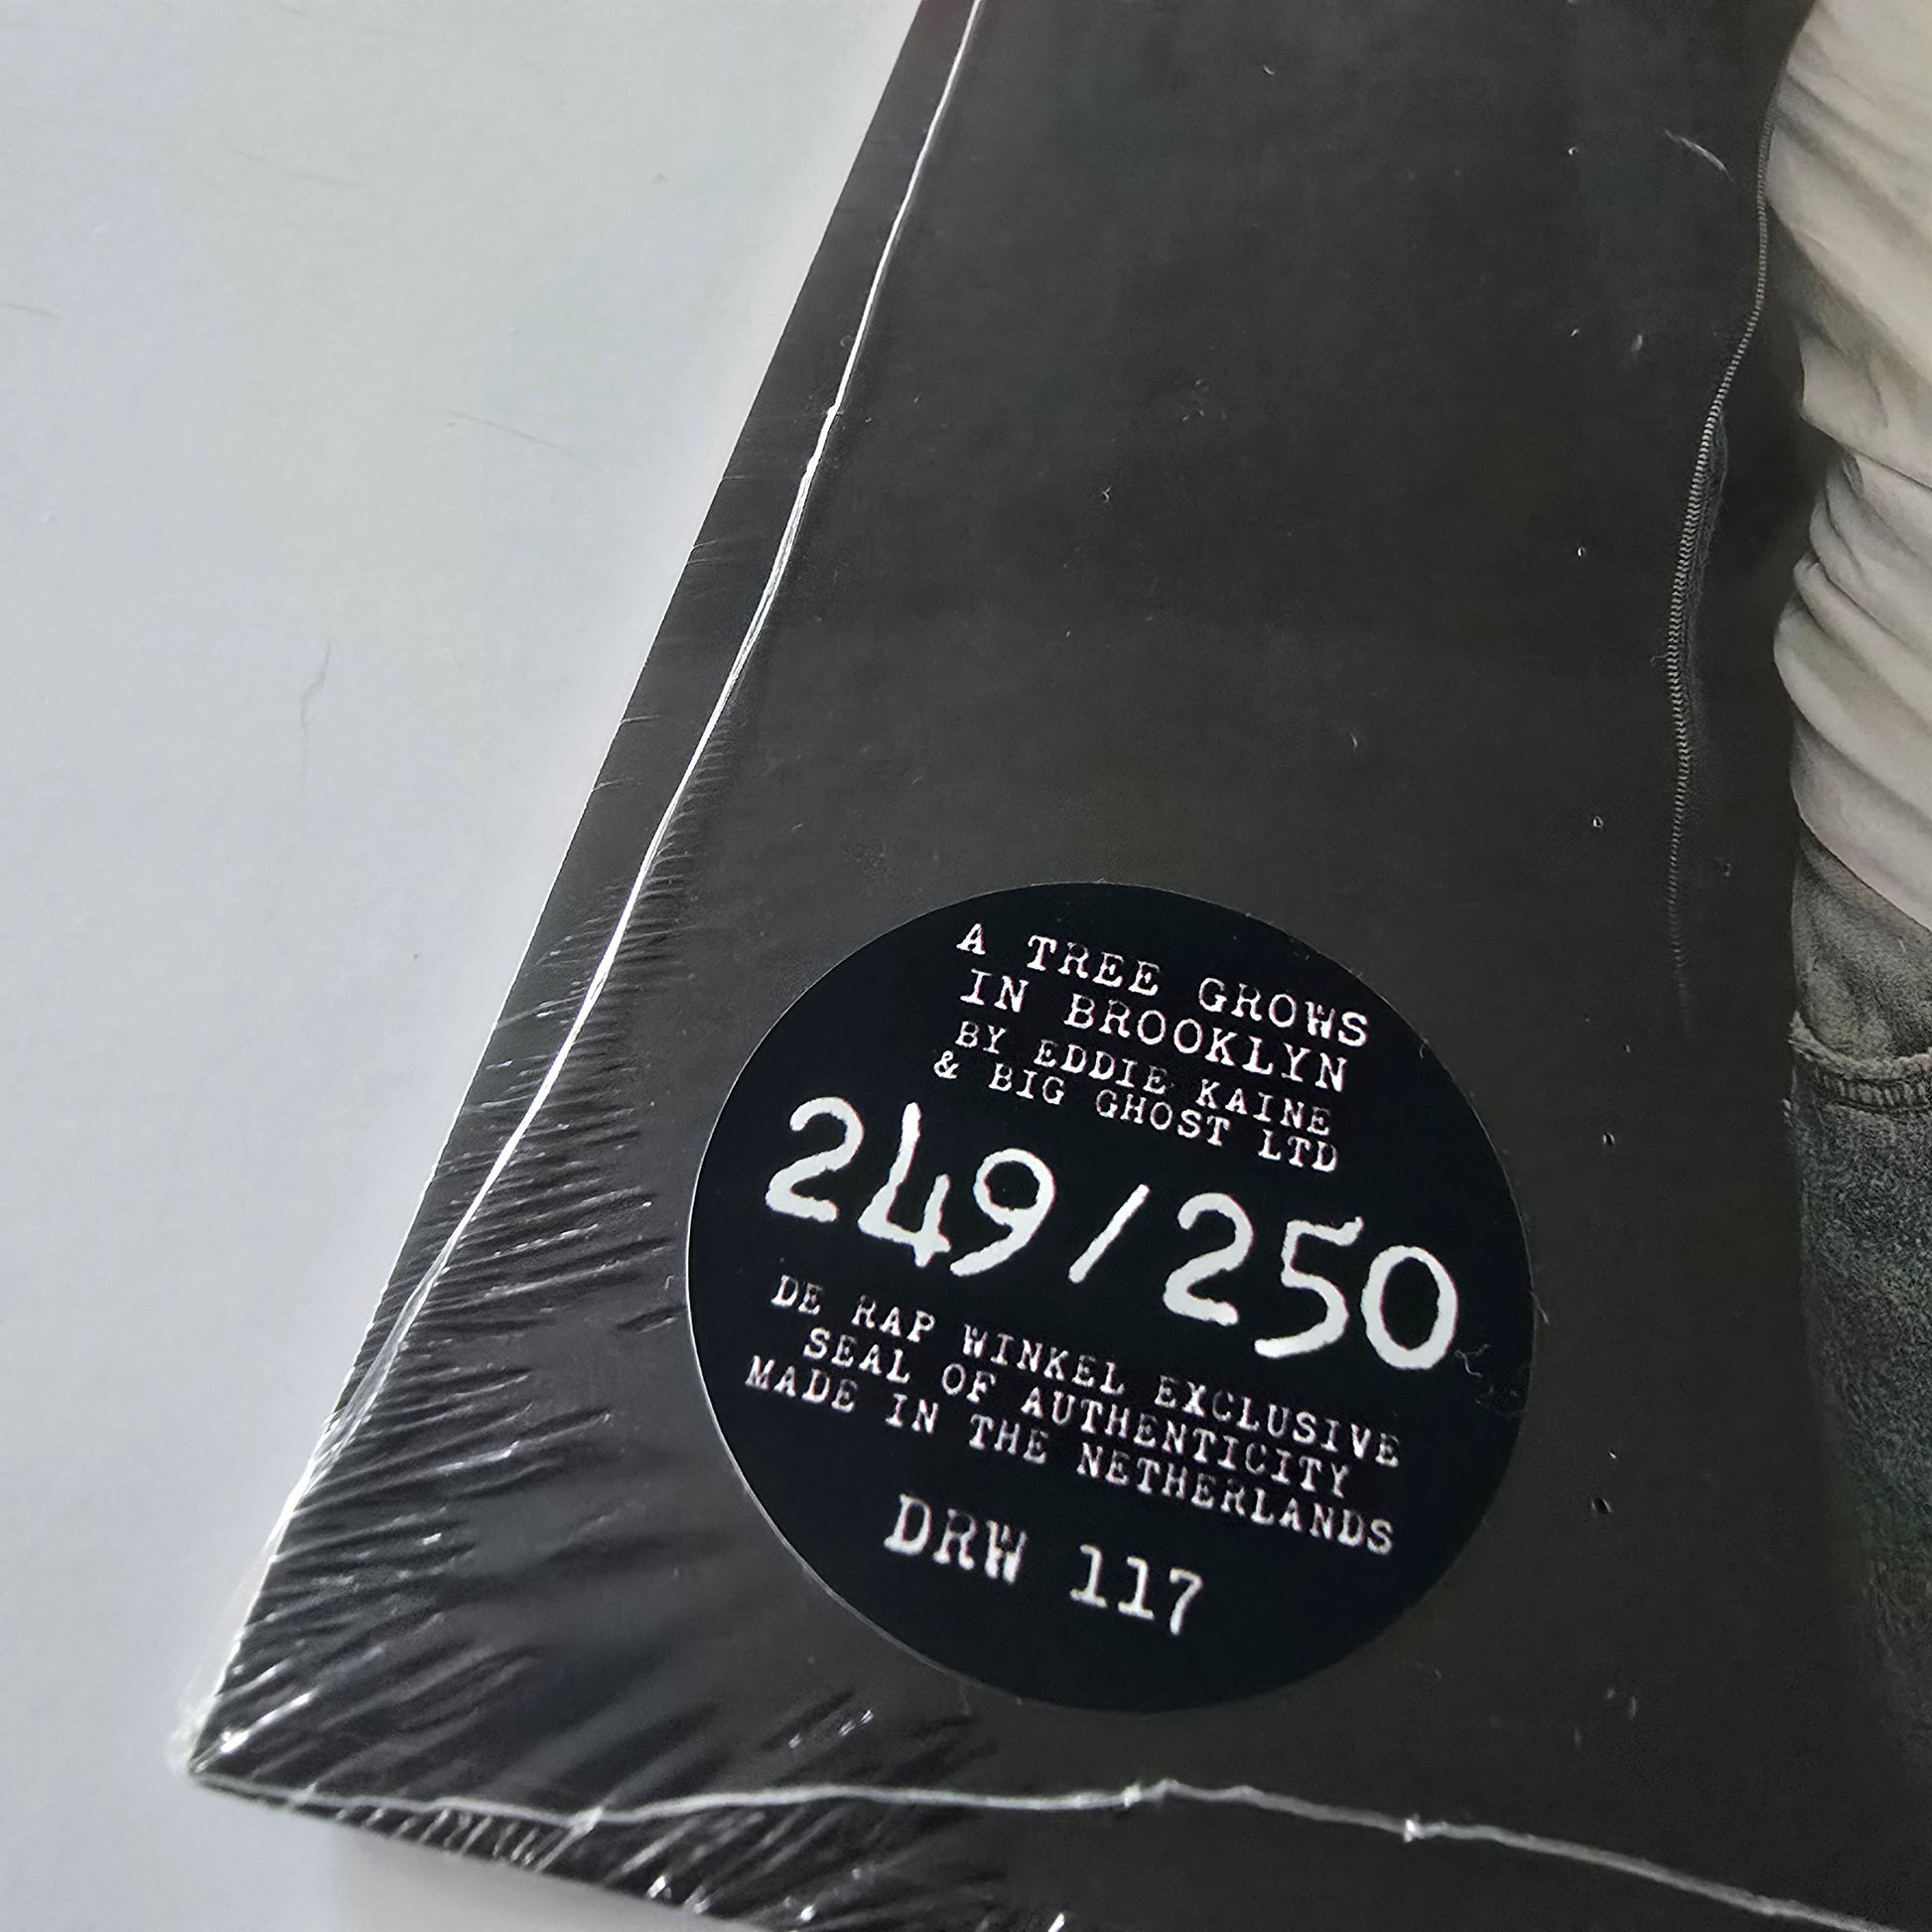 A TREE GROWS
IN BROOKLYN
BY EDDIE KAINE
& BIG GHOST LTD
249/250
DE RAP WINKEL EXCLUSIVE
SEAL OF AUTHENTICITY
MADE IN THE NETHERLANDS
DRW 117